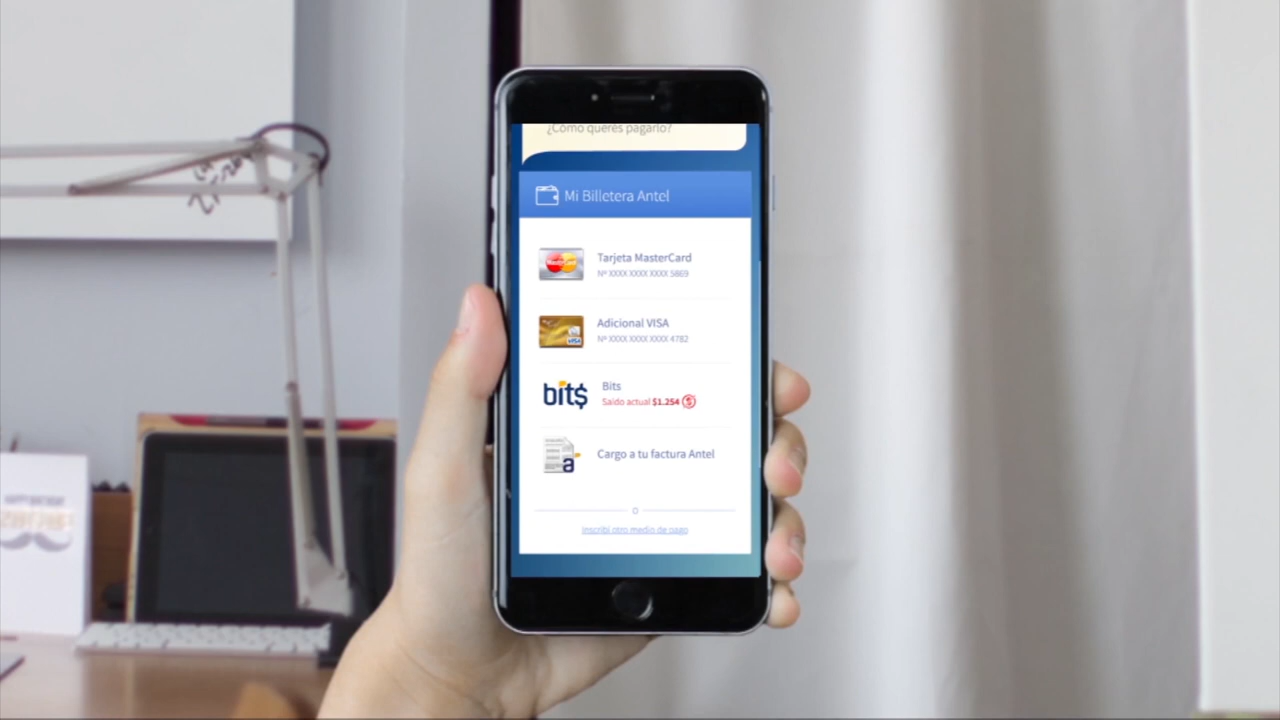 ¿Cómo querés pagarlo?
Mi Billetera Antel
Tarjeta MasterCard
Nº XXXX XXXX XXXX 5869
Adicional VISA
Nº XXXX XXXX XXXX 4782
VISA
bit$
Bits
Saldo actual $1.254
a
Cargo a tu factura Antel
o
Inscribí otro medio de pago